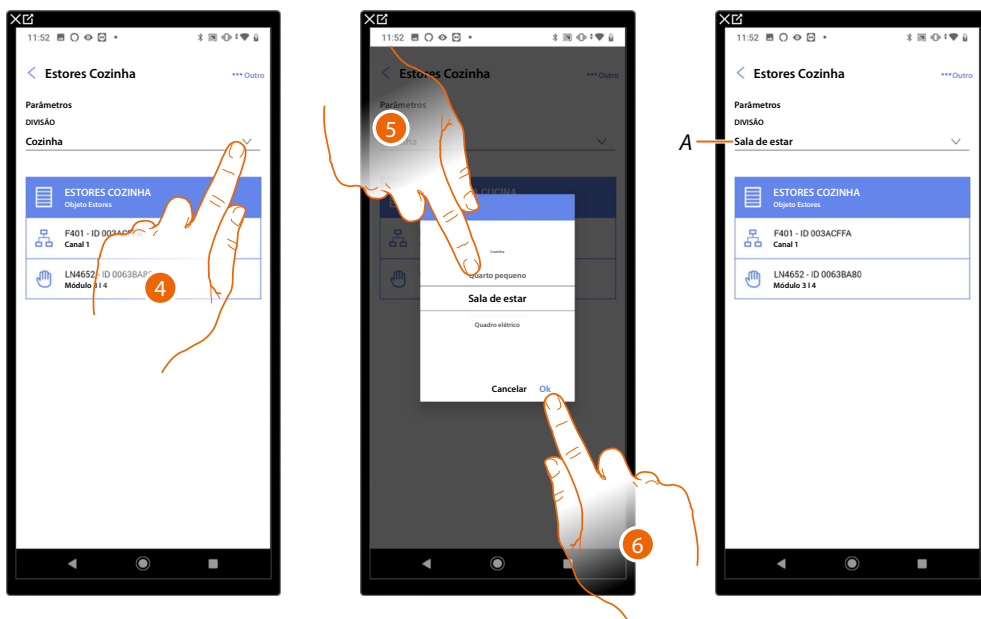 11:52
Estores Cozinha
••• Outro
Parâmetros
DIVISÃO
Cozinha
ESTORES COZINHA
Objeto Estores
F401 - ID 003ACFFA
Canal 1
LN4652 - ID 0063BA80
Módulo 3 I 4
4
11:52
Estores Cozinha
••• Outro
Parâmetros
5
CUCINA
Cozinha
Quarto pequeno
Sala de estar
Quadro elétrico
Cancelar Ok
6
11:52
Estores Cozinha
••• Outro
Parâmetros
DIVISÃO
A
Sala de estar
ESTORES COZINHA
Objeto Estores
F401 - ID 003ACFFA
Canal 1
LN4652 - ID 0063BA80
Módulo 3 I 4